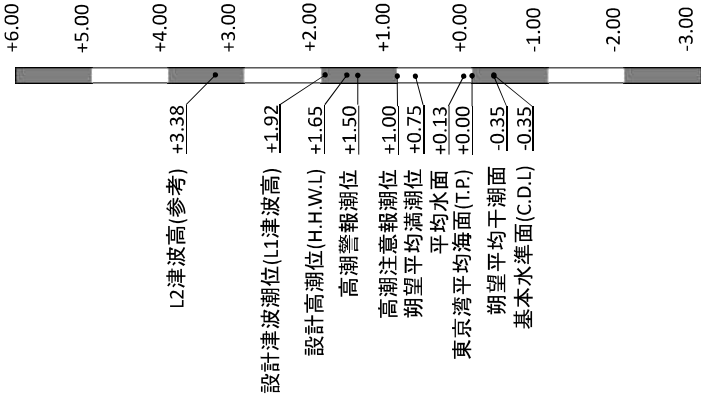 +6.00
+5.00
+4.00
+3.00
+2.00
+1.00
+0.00
-1.00
-2.00
-3.00
L2津波高(参考) +3.38
設計津波潮位(L1津波高) +1.92
設計高潮位(H.H.W.L) +1.65
高潮警報潮位 +1.50
高潮注意報潮位 +1.00
朔望平均満潮位 +0.75
平均水面 +0.13
東京湾平均海面(T.P.) +0.00
朔望平均干潮面 -0.35
基本水準面(C.D.L) -0.35